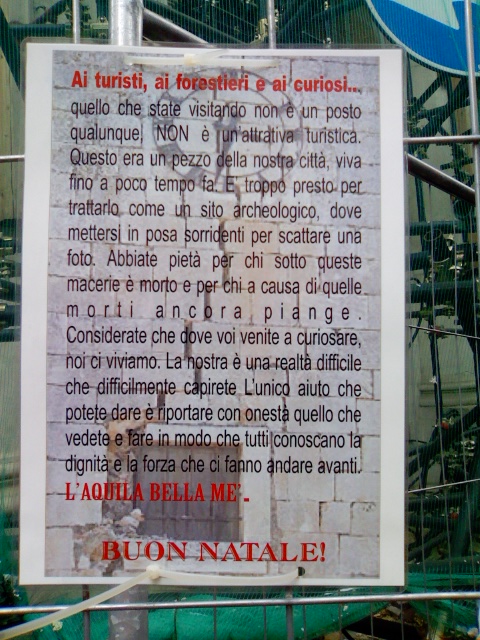 Ai turisti, ai forestieri e ai curiosi...
quello che state visitando non è un posto
qualunque, NON è un'attrativa turistica.
Questo era un pezzo della nostra città, viva
fino a poco tempo fa. E' troppo presto per
trattarlo come un sito archeologico, dove
mettersi in posa sorridenti per scattare una
foto. Abbiate pietà per chi sotto queste
macerie è morto e per chi a causa di quelle
morti ancora piange.
Considerate che dove voi venite a curiosare,
noi ci viviamo. La nostra è una realtà difficile
che difficilmente capirete. L'unico aiuto che
potete dare è riportare con onestà quello che
vedete e fare in modo che tutti conoscano la
dignità e la forza che ci fanno andare avanti.
L'AQUILA BELLA ME'..
BUON NATALE!